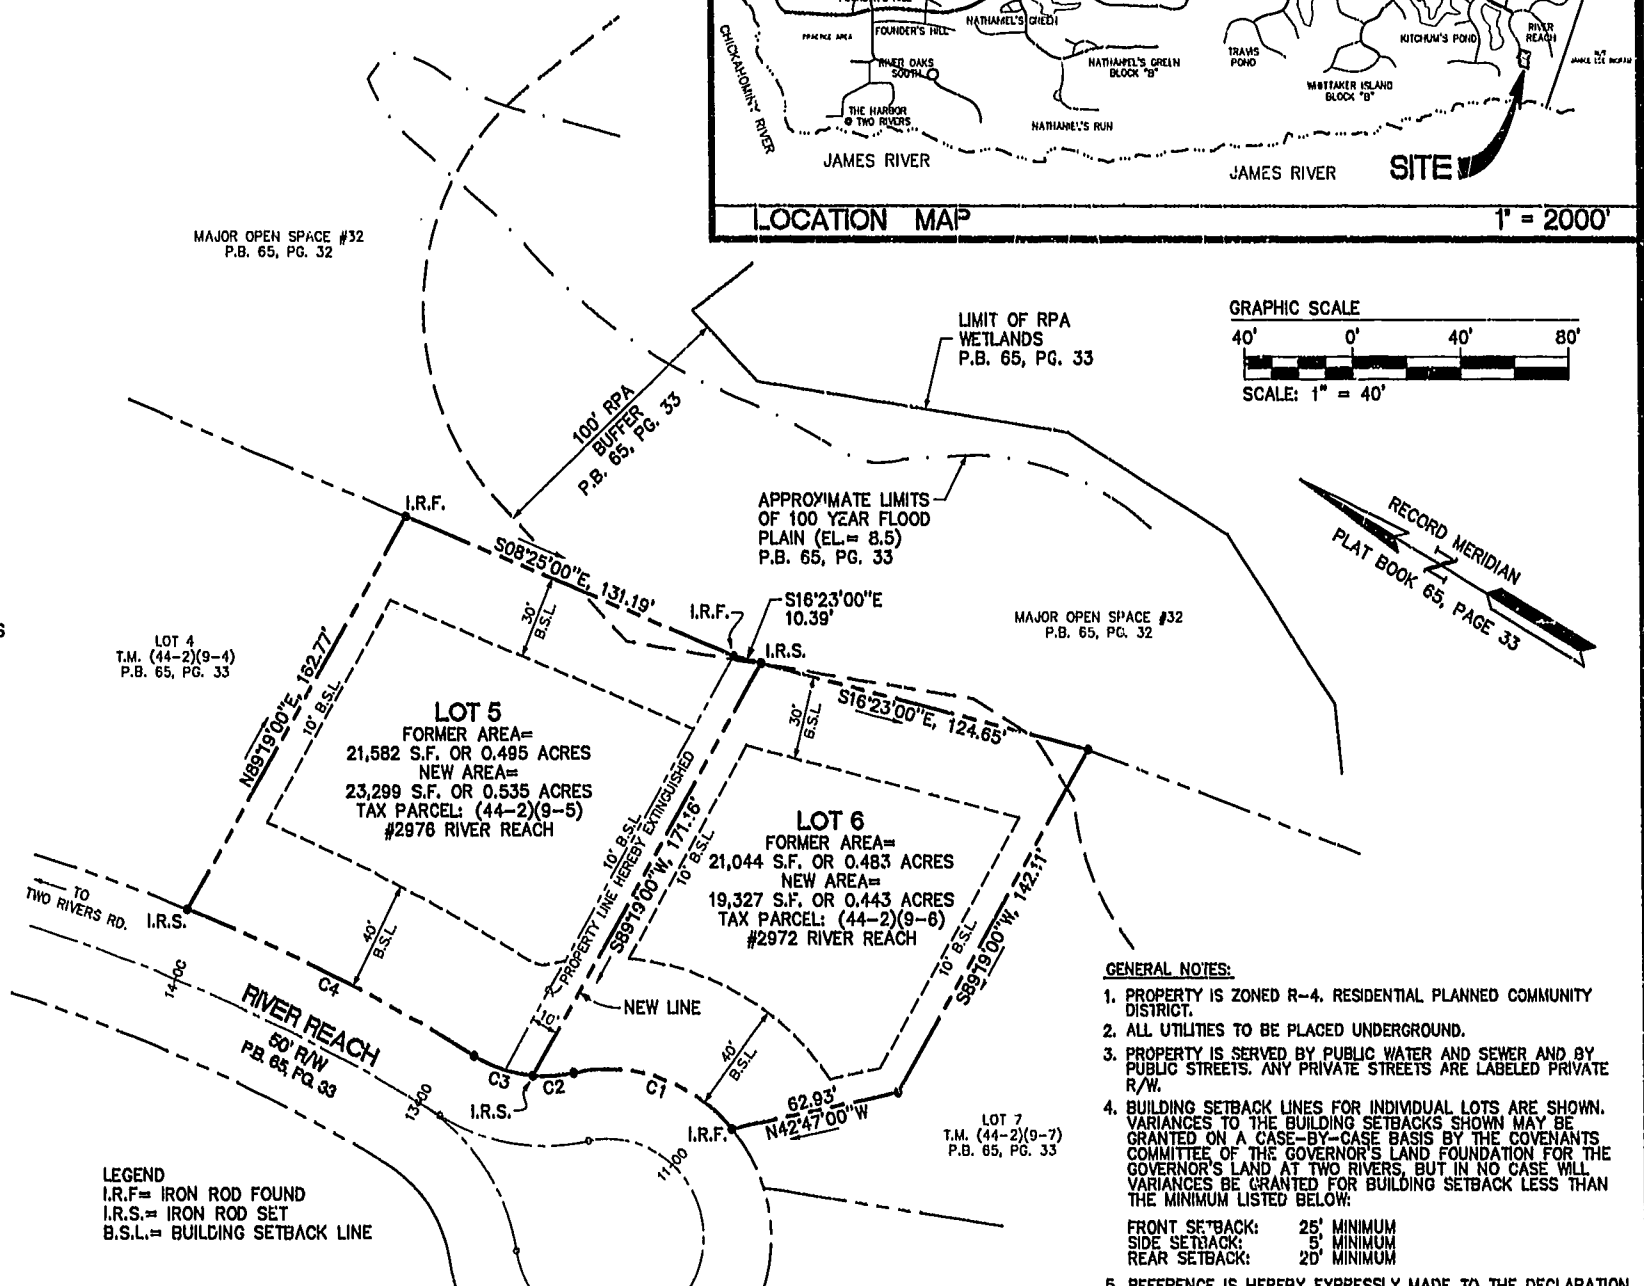 FOUNDER'S HILL
PRACTICE AREA
NATHANIEL'S GREEN
NATHANIEL'S GREEN
BLOCK "B"
RIVER OAKS
SOUTH
THE HARBOR
@ TWO RIVERS
NATHANIEL'S RUN
TRAVIS
POND
KITCHUM'S POND
RIVER
REACH
WHITTAKER ISLAND
BLOCK "B"
CHICKAHOMINY RIVER
JAMES RIVER
JAMES RIVER
SITE
LOCATION MAP
1" = 2000'
MAJOR OPEN SPACE #32
P.B. 65, PG. 32
LIMIT OF RPA
WETLANDS
P.B. 65, PG. 33
GRAPHIC SCALE
40' 0' 40' 80'
SCALE: 1" = 40'
100' RPA
BUFFER
P.B. 65, PG. 33
APPROXIMATE LIMITS
OF 100 YEAR FLOOD
PLAIN (EL.= 8.5)
P.B. 65, PG. 33
RECORD MERIDIAN
N
PLAT BOOK 65, PAGE 33
I.R.F.
S08°25'00"E, 131.19'
30'
B.S.L.
I.R.F.
S16°23'00"E
10.39'
I.R.S.
MAJOR OPEN SPACE #32
P.B. 65, PG. 32
S
LOT 4
T.M. (44-2)(9-4)
P.B. 65, PG. 33
N89°19'00"E, 162.77'
10' B.S.L.
30'
B.S.L.
S16°23'00"E, 124.65'
LOT 5
FORMER AREA=
21,582 S.F. OR 0.495 ACRES
NEW AREA=
23,299 S.F. OR 0.535 ACRES
TAX PARCEL: (44-2)(9-5)
#2976 RIVER REACH
10' B.S.L.
PROPERTY LINE HEREBY EXTINGUISHED
S89°19'00"W, 171.16'
10' B.S.L.
LOT 6
FORMER AREA=
21,044 S.F. OR 0.483 ACRES
NEW AREA=
19,327 S.F. OR 0.443 ACRES
TAX PARCEL: (44-2)(9-6)
#2972 RIVER REACH
10' B.S.L.
S89°19'00"W, 142.11'
TO
TWO RIVERS RD.
I.R.S.
40'
B.S.L.
C4
14+00
RIVER REACH
50' R/W
P.B. 65, PG. 33
13+00
NEW LINE
10'
C3
C2
C1
I.R.S.
40'
B.S.L.
62.93'
N42°47'00"W
I.R.F.
11+00
LOT 7
T.M. (44-2)(9-7)
P.B. 65, PG. 33
LEGEND
I.R.F= IRON ROD FOUND
I.R.S.= IRON ROD SET
B.S.L.= BUILDING SETBACK LINE
GENERAL NOTES:
1. PROPERTY IS ZONED R-4. RESIDENTIAL PLANNED COMMUNITY
DISTRICT.
2. ALL UTILITIES TO BE PLACED UNDERGROUND.
3. PROPERTY IS SERVED BY PUBLIC WATER AND SEWER AND BY
PUBLIC STREETS. ANY PRIVATE STREETS ARE LABELED PRIVATE
R/W.
4. BUILDING SETBACK LINES FOR INDIVIDUAL LOTS ARE SHOWN.
VARIANCES TO THE BUILDING SETBACKS SHOWN MAY BE
GRANTED ON A CASE-BY-CASE BASIS BY THE COVENANTS
COMMITTEE OF THE GOVERNOR'S LAND FOUNDATION FOR THE
GOVERNOR'S LAND AT TWO RIVERS, BUT IN NO CASE WILL
VARIANCES BE GRANTED FOR BUILDING SETBACK LESS THAN
THE MINIMUM LISTED BELOW:
FRONT SETBACK: 25' MINIMUM
SIDE SETBACK: 5' MINIMUM
REAR SETBACK: 20' MINIMUM
5. REFERENCE IS HEREBY EXPRESSLY MADE TO THE DECLARATION